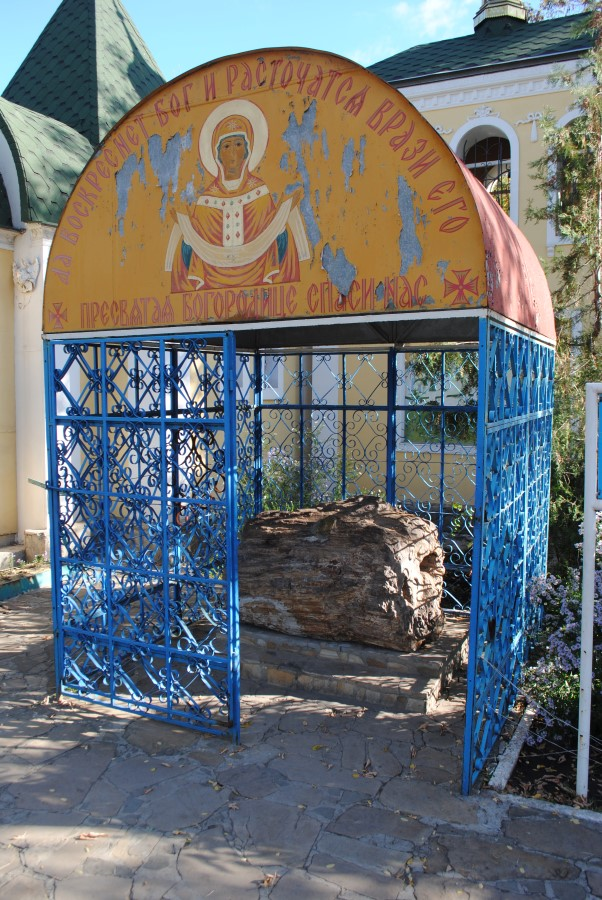 ДА ВОСКРЕСНЕТ БОГ И РАСТОЧАТСЯ ВРАЗИ ЕГО
ПРЕСВЯТАЯ БОГОРОДИЦЕ СПАСИ НАС